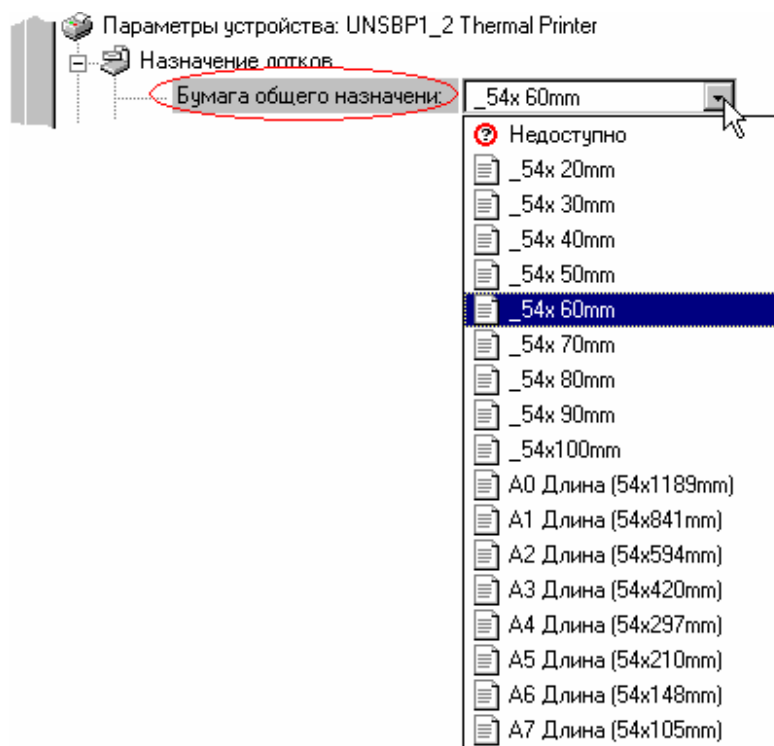 Параметры устройства: UNSBP1_2 Thermal Printer
Назначение лотков
Бумага общего назначени: _54x 60mm
Недоступно
_54x 20mm
_54x 30mm
_54x 40mm
_54x 50mm
_54x 60mm
_54x 70mm
_54x 80mm
_54x 90mm
_54x100mm
A0 Длина (54x1189mm)
A1 Длина (54x841mm)
A2 Длина (54x594mm)
A3 Длина (54x420mm)
A4 Длина (54x297mm)
A5 Длина (54x210mm)
A6 Длина (54x148mm)
A7 Длина (54x105mm)